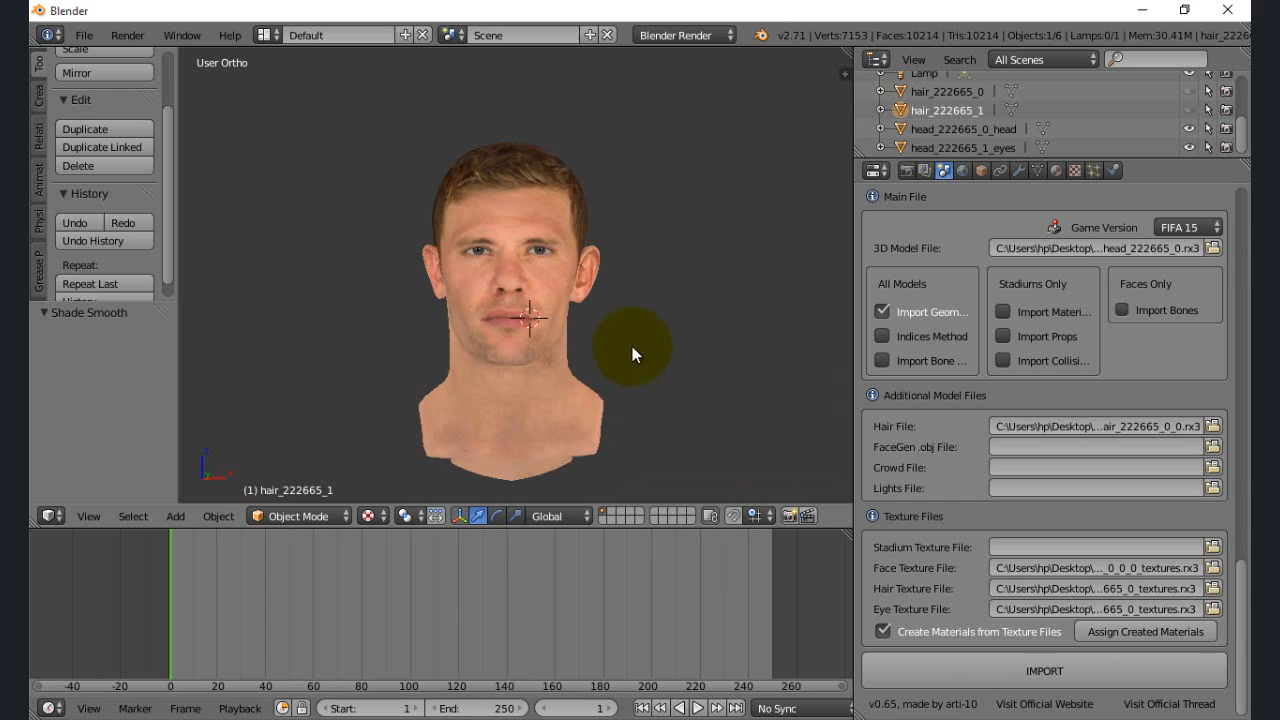 Blender
File Render Window Help Default Scene Blender Render v2.71 | Verts:7153 | Faces:10214 | Tris:10214 | Objects:1/6 | Lamps:0/1 | Mem:30.41M | hair_2226
Scale
Mirror
Edit
Duplicate
Duplicate Linked
Delete
History
Undo Redo
Undo History
Repeat:
Repeat Last
History...
Shade Smooth
Too
Crea
Relati
Animat
Physi
Grease P
User Ortho
(1) hair_222665_1
View Select Add Object Object Mode Global
-40 -20 0 20 40 60 80 100 120 140 160 180 200 220 240 260
View Marker Frame Playback Start: 1 End: 250 1 No Sync
View Search All Scenes
Lamp
hair_222665_0
hair_222665_1
head_222665_0_head
head_222665_1_eyes
Main File
Game Version FIFA 15
3D Model File: C:\Users\hp\Desktop\...head_222665_0.rx3
All Models Stadiums Only Faces Only
Import Geom... Import Materi... Import Bones
Indices Method Import Props
Import Bone ... Import Collisi...
Additional Model Files
Hair File: C:\Users\hp\Desktop\...air_222665_0_0.rx3
FaceGen .obj File:
Crowd File:
Lights File:
Texture Files
Stadium Texture File:
Face Texture File: C:\Users\hp\Desktop\..._0_0_0_textures.rx3
Hair Texture File: C:\Users\hp\Desktop\...665_0_textures.rx3
Eye Texture File: C:\Users\hp\Desktop\...665_0_textures.rx3
Create Materials from Texture Files Assign Created Materials
IMPORT
v0.65, made by arti-10 Visit Official Website Visit Official Thread